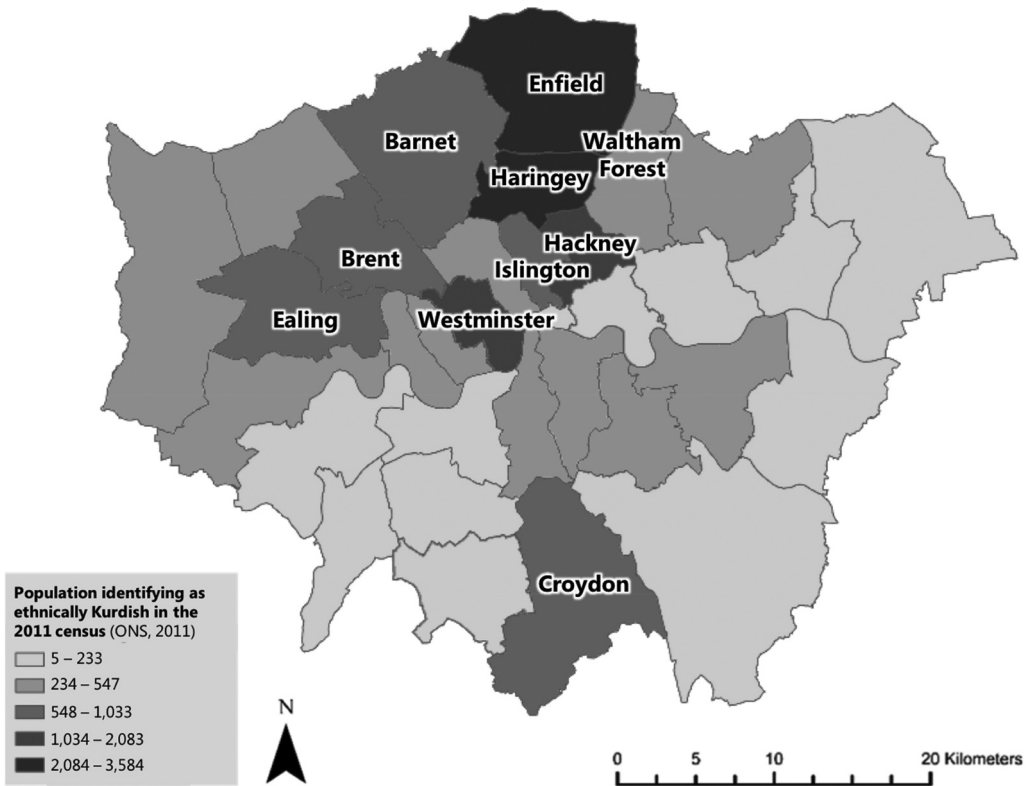 Enfield
Barnet
Waltham
Forest
Haringey
Hackney
Brent
Islington
Ealing
Westminster
Croydon
Population identifying as
ethnically Kurdish in the
2011 census (ONS, 2011)
5 – 233
234 – 547
548 – 1,033
1,034 – 2,083
2,084 – 3,584
N
0 5 10 20 Kilometers